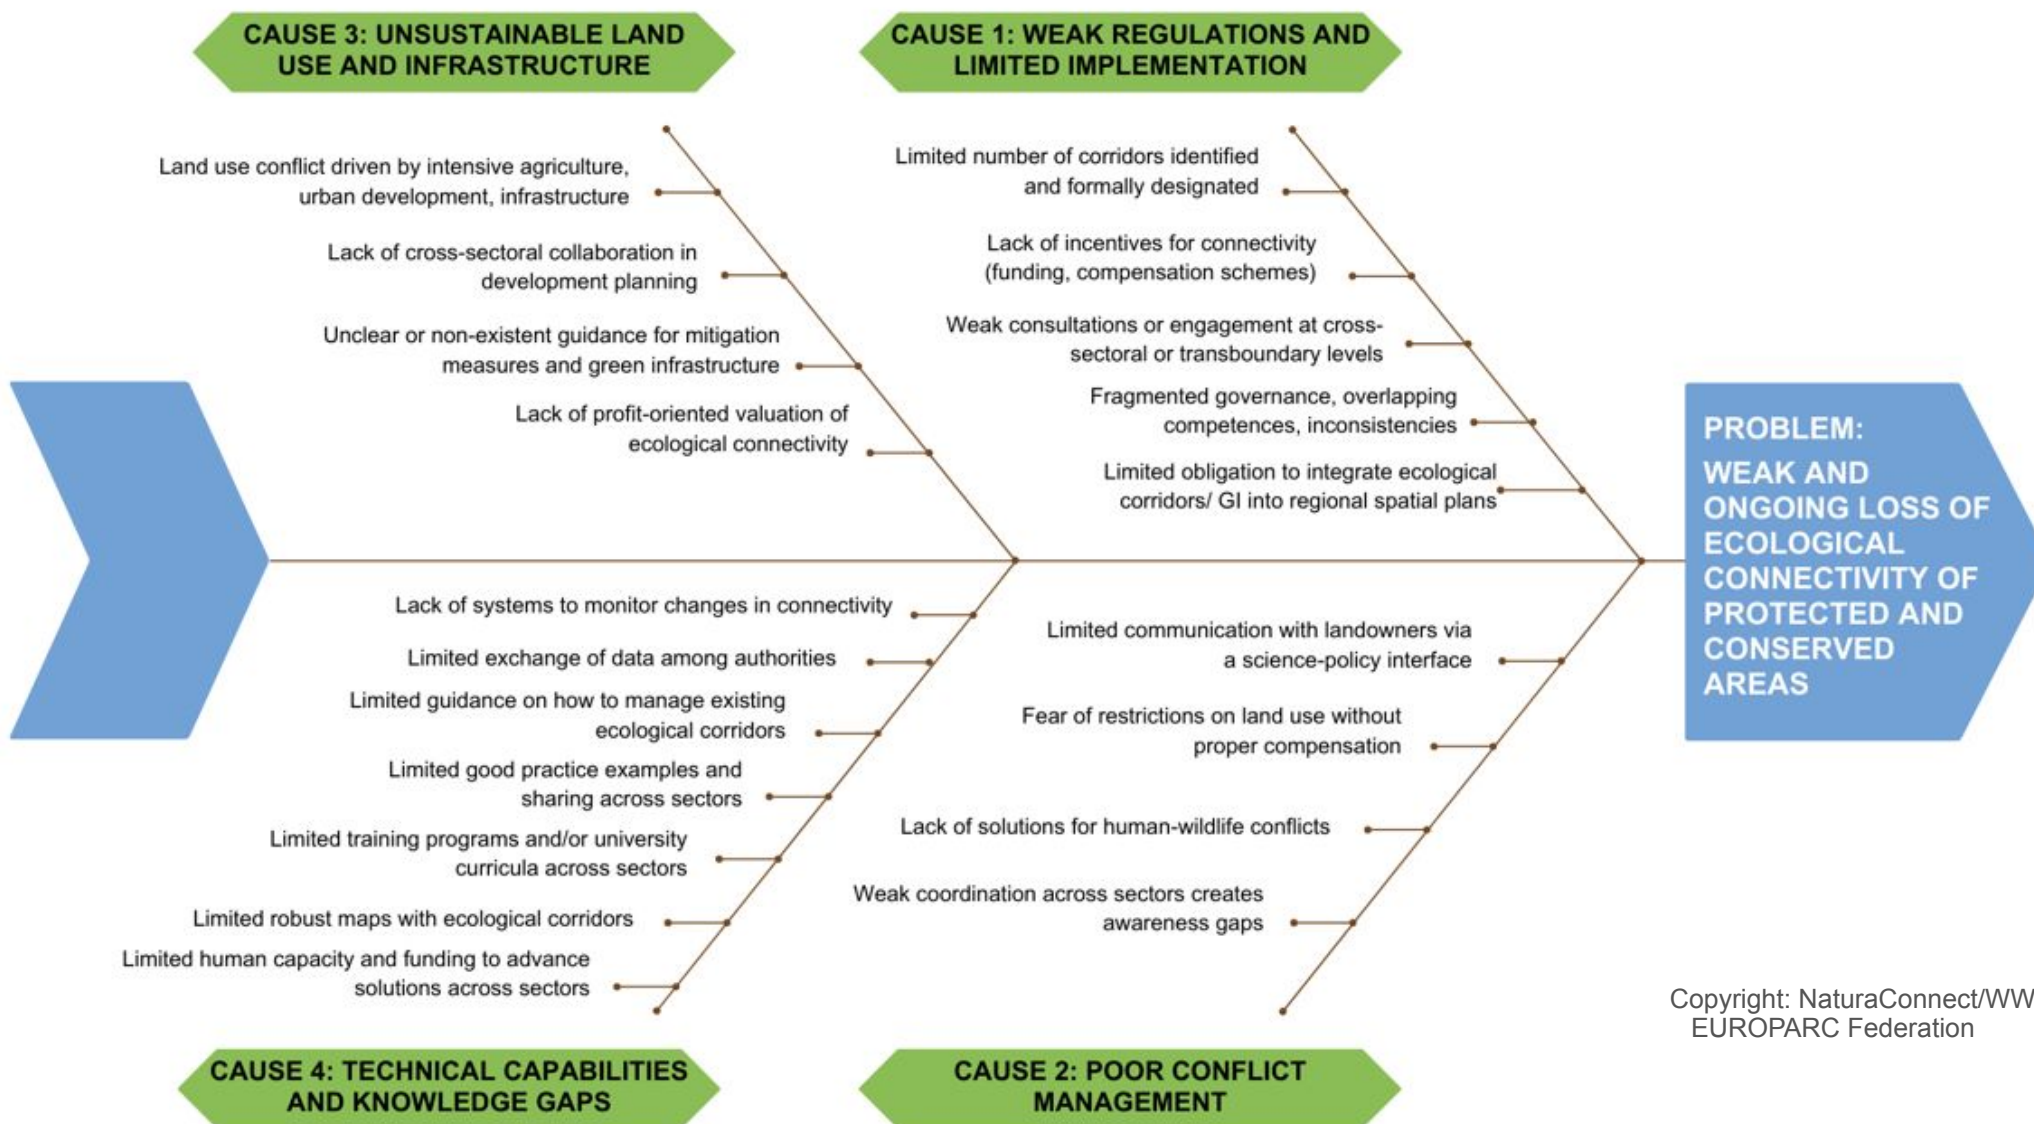 CAUSE 3: UNSUSTAINABLE LAND
USE AND INFRASTRUCTURE
Land use conflict driven by intensive agriculture,
urban development, infrastructure
Lack of cross-sectoral collaboration in
development planning
Unclear or non-existent guidance for mitigation
measures and green infrastructure
Lack of profit-oriented valuation of
ecological connectivity
CAUSE 1: WEAK REGULATIONS AND
LIMITED IMPLEMENTATION
Limited number of corridors identified
and formally designated
Lack of incentives for connectivity
(funding, compensation schemes)
Weak consultations or engagement at cross-
sectoral or transboundary levels
Fragmented governance, overlapping
competences, inconsistencies
Limited obligation to integrate ecological
corridors/ GI into regional spatial plans
PROBLEM:
WEAK AND
ONGOING LOSS OF
ECOLOGICAL
CONNECTIVITY OF
PROTECTED AND
CONSERVED
AREAS
Lack of systems to monitor changes in connectivity
Limited exchange of data among authorities
Limited guidance on how to manage existing
ecological corridors
Limited good practice examples and
sharing across sectors
Limited training programs and/or university
curricula across sectors
Limited robust maps with ecological corridors
Limited human capacity and funding to advance
solutions across sectors
CAUSE 4: TECHNICAL CAPABILITIES
AND KNOWLEDGE GAPS
Limited communication with landowners via
a science-policy interface
Fear of restrictions on land use without
proper compensation
Lack of solutions for human-wildlife conflicts
Weak coordination across sectors creates
awareness gaps
CAUSE 2: POOR CONFLICT
MANAGEMENT
Copyright: NaturaConnect/WW
EUROPARC Federation